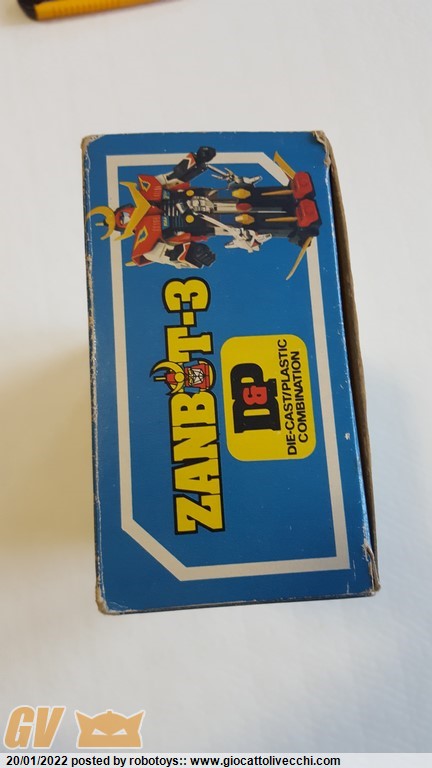 ZANBOT-3
D&P
DIE-CAST/PLASTIC
COMBINATION
GV
20/01/2022 posted by robotoys:: www.giocattolivecchi.com